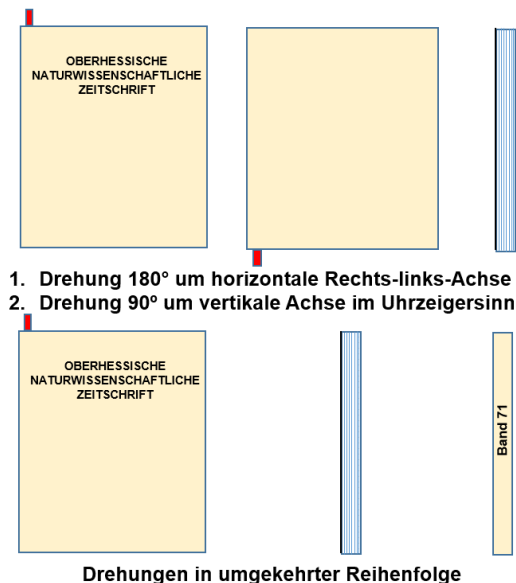 OBERHESSISCHE
NATURWISSENSCHAFTLICHE
ZEITSCHRIFT
1. Drehung 180° um horizontale Rechts-links-Achse
2. Drehung 90º um vertikale Achse im Uhrzeigersinn
OBERHESSISCHE
NATURWISSENSCHAFTLICHE
ZEITSCHRIFT
Band 71
Drehungen in umgekehrter Reihenfolge